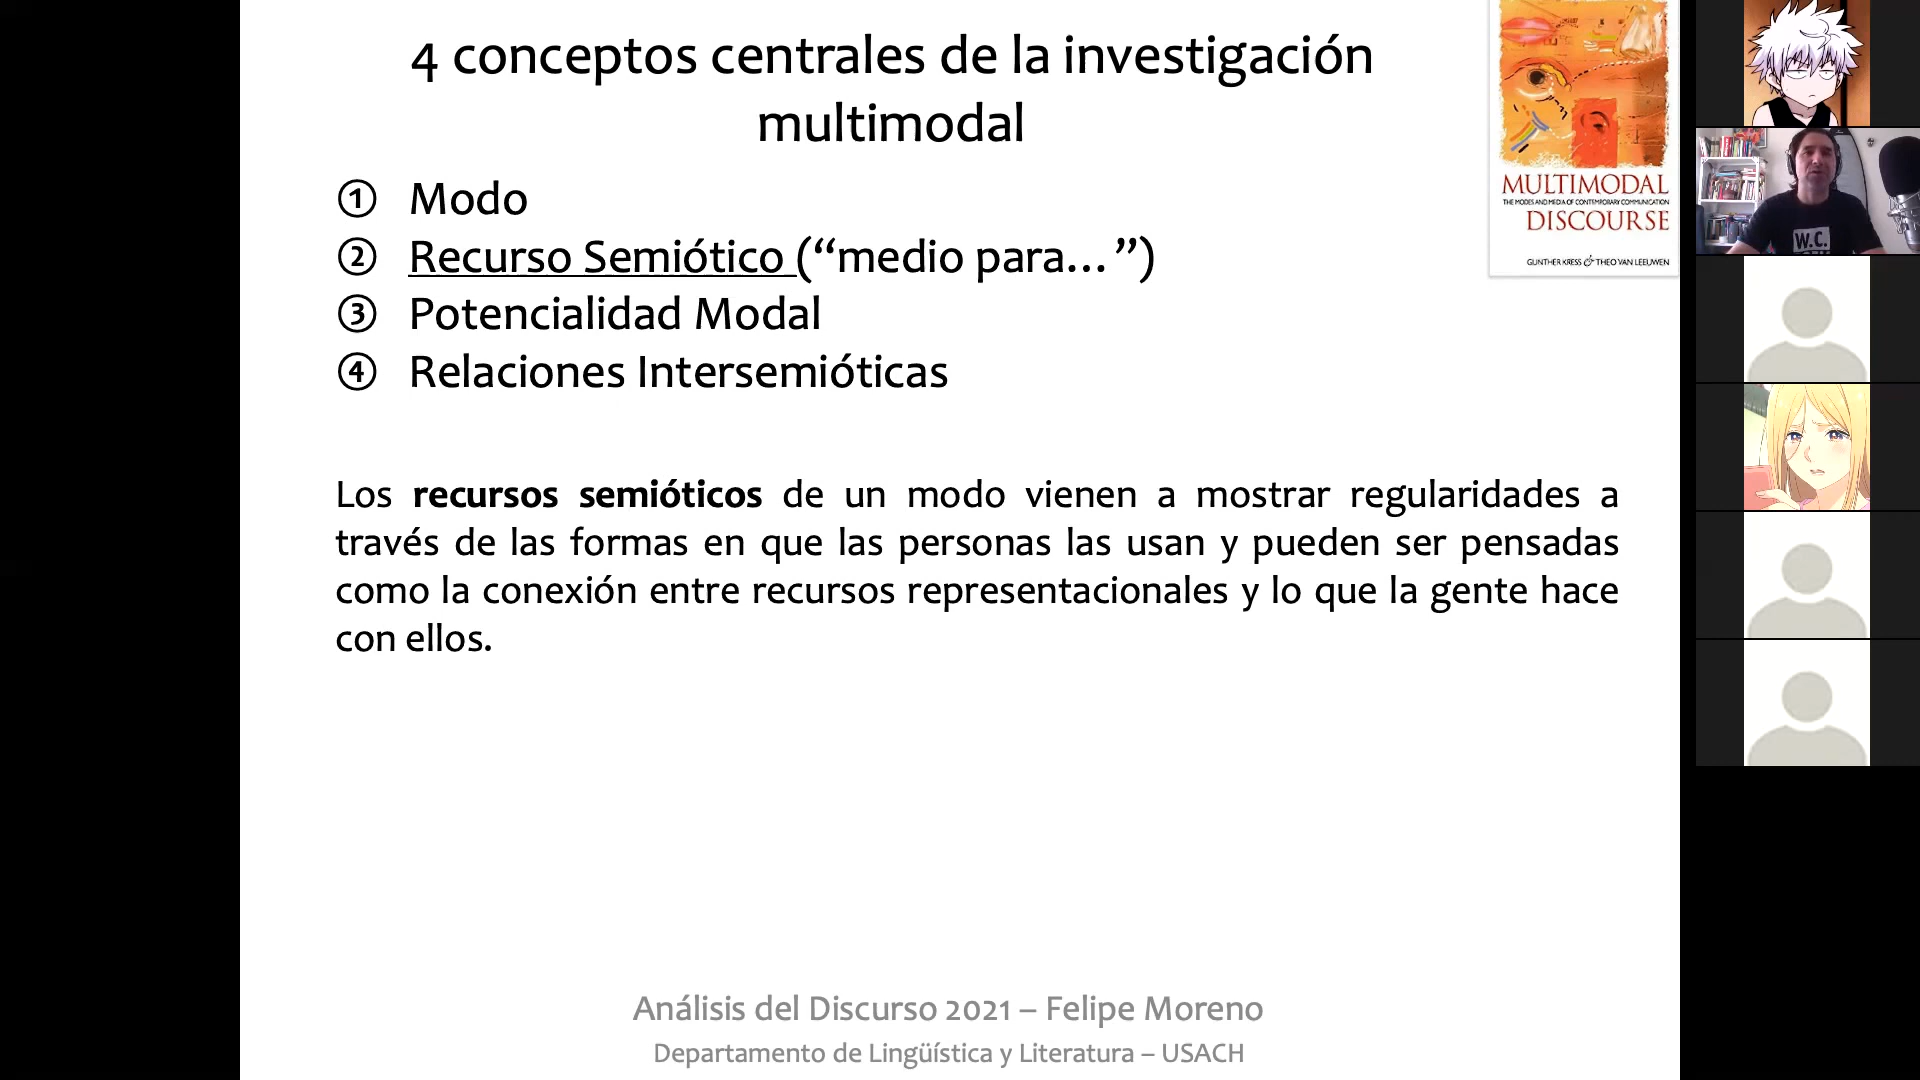 4 conceptos centrales de la investigación
multimodal
① Modo
② Recurso Semiótico (“medio para…”)
③ Potencialidad Modal
④ Relaciones Intersemióticas
Los recursos semióticos de un modo vienen a mostrar regularidades a
través de las formas en que las personas las usan y pueden ser pensadas
como la conexión entre recursos representacionales y lo que la gente hace
con ellos.
Análisis del Discurso 2021 – Felipe Moreno
Departamento de Lingüística y Literatura – USACH
MULTIMODAL
THE MODES AND MEDIA OF CONTEMPORARY COMMUNICATION
DISCOURSE
GUNTHER KRESS & THEO VAN LEEUWEN
W.C.